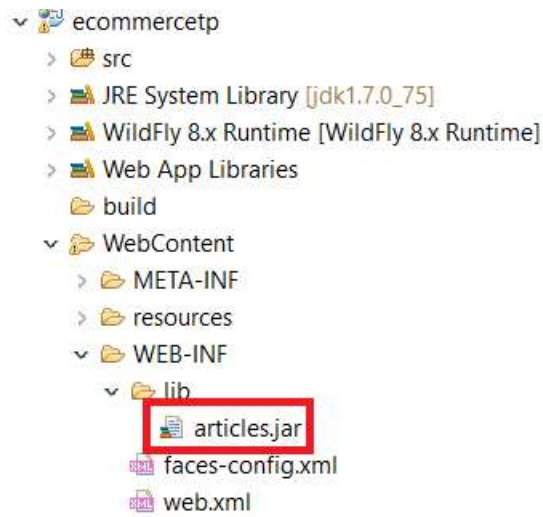 ecommercetp
src
JRE System Library [jdk1.7.0_75]
WildFly 8.x Runtime [WildFly 8.x Runtime]
Web App Libraries
build
WebContent
META-INF
resources
WEB-INF
lib
articles.jar
faces-config.xml
web.xml